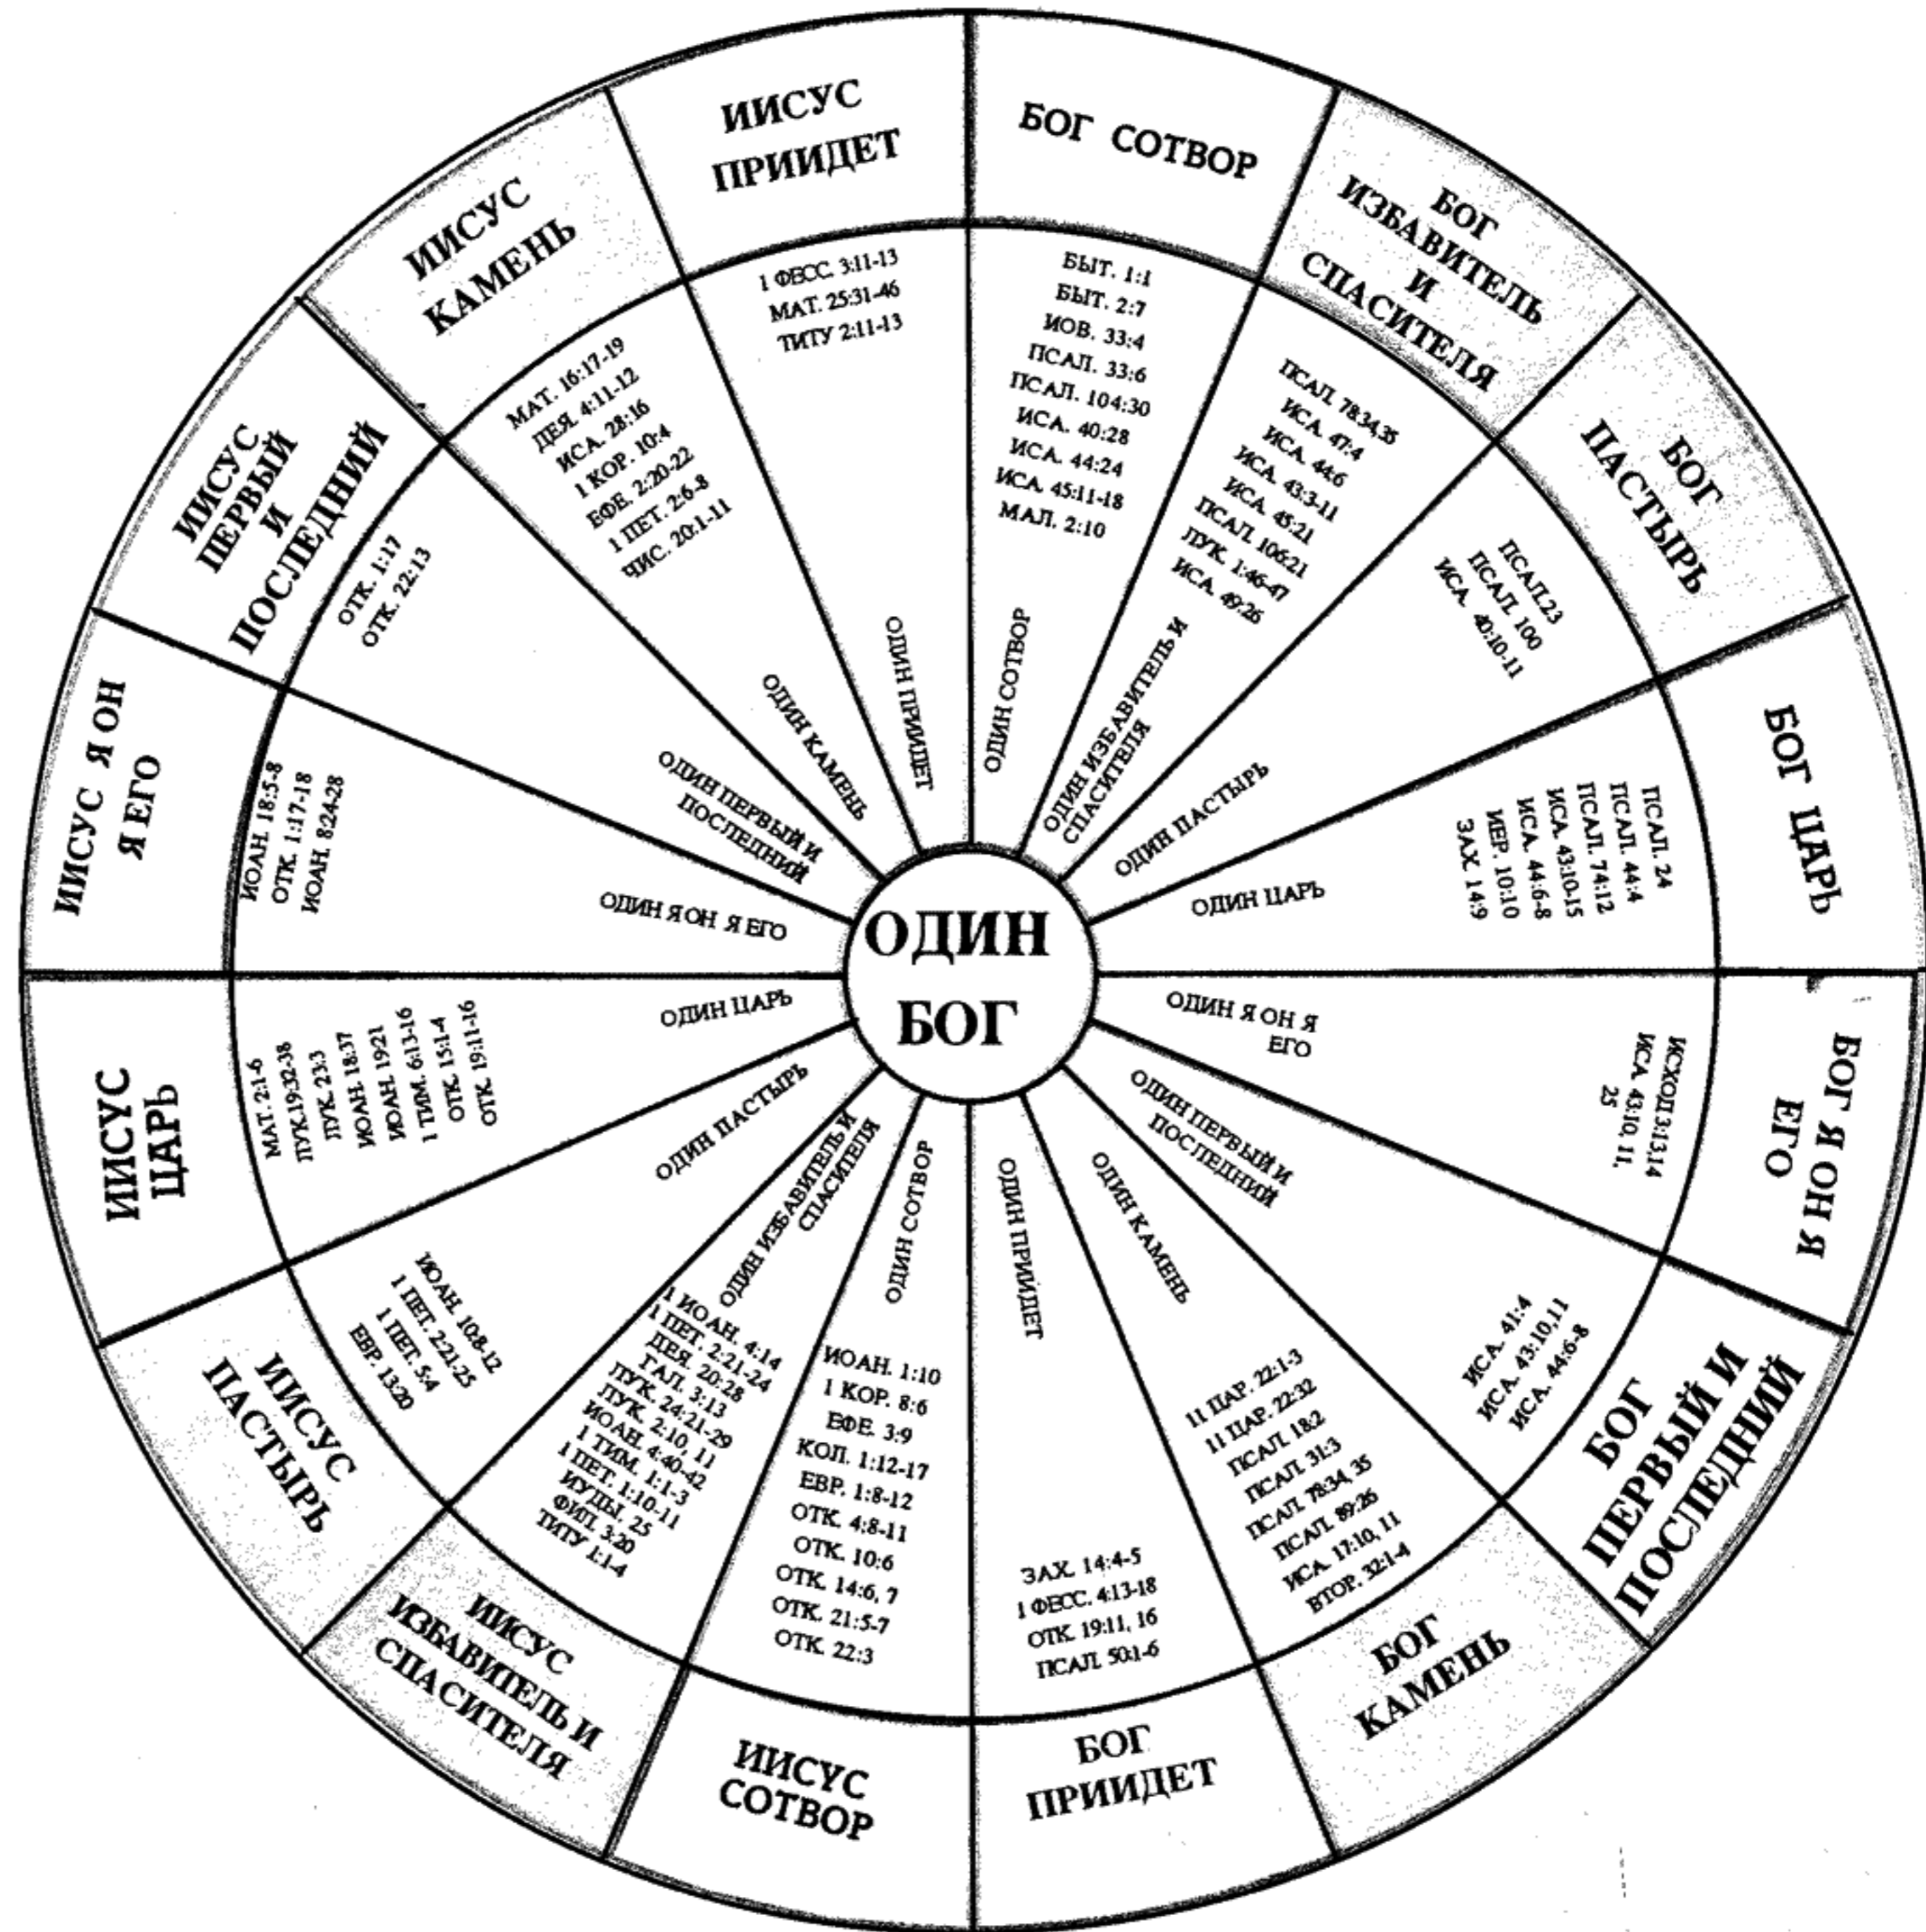 ОДИН
БОГ
БОГ СОТВОР
БЫТ. 1:1
БЫТ. 2:7
ИОВ. 33:4
ПСАЛ. 33:6
ПСАЛ. 104:30
ИСА. 40:28
ИСА. 44:24
ИСА. 45:11-18
МАЛ. 2:10
ОДИН СОТВОР
БОГ
ИЗБАВИТЕЛЬ
И
СПАСИТЕЛЯ
ПСАЛ. 78:34,35
ИСА. 47:4
ИСА. 44:6
ИСА. 43:3-11
ИСА. 45:21
ПСАЛ. 106:21
ЛУК. 1:46-47
ИСА. 49:26
ОДИН ИЗБАВИТЕЛЬ И
СПАСИТЕЛЯ
БОГ
ПАСТЫРЬ
ПСАЛ.23
ПСАЛ. 100
ИСА. 40:10-11
ОДИН ПАСТЫРЬ
БОГ ЦАРЬ
ПСАЛ. 24
ПСАЛ. 44:4
ПСАЛ. 74:12
ИСА. 43:10-15
ИСА. 44:6-8
ИЕР. 10:10
ЗАХ. 14:9
ОДИН ЦАРЬ
БОГ Я ОН Я
ЕГО
ИСХОД 3:13,14
ИСА. 43:10, 11,
25
ОДИН Я ОН Я
ЕГО
БОГ
ПЕРВЫЙ И
ПОСЛЕДНИЙ
ИСА. 41:4
ИСА. 43:10,11
ИСА. 44:6-8
ОДИН ПЕРВЫЙ И
ПОСЛЕДНИЙ
БОГ
КАМЕНЬ
11 ЦАР. 22:1-3
11 ЦАР. 22:32
ПСАЛ. 18:2
ПСАЛ. 31:3
ПСАЛ. 78:34, 35
ПСАЛ. 89:26
ИСА. 17:10, 11
ВТОР. 32:1-4
ОДИН КАМЕНЬ
БОГ
ПРИИДЕТ
ЗАХ. 14:4-5
1 ФЕСС. 4:13-18
ОТК. 19:11, 16
ПСАЛ. 50:1-6
ОДИН ПРИЙДЕТ
ИИСУС
СОТВОР
ИОАН. 1:10
1 КОР. 8:6
ЕФЕ. 3:9
КОЛ. 1:12-17
ЕВР. 1:8-12
ОТК. 4:8-11
ОТК. 10:6
ОТК. 14:6, 7
ОТК. 21:5-7
ОТК. 22:3
ОДИН СОТВОР
ИИСУС
ИЗБАВИТЕЛЬ И
СПАСИТЕЛЯ
1 ИОАН. 4:14
1 ПЕТ. 2:21-24
ДЕЯ. 20:28
ГАЛ. 3:13
ЛУК. 24:21-29
ЛУК. 2:10, 11
ИОАН. 4:40-42
1 ТИМ. 1:1-3
1 ПЕТ. 1:10-11
ИУДЫ, 25
ФИЛ. 3:20
ТИТУ 1:1-4
ОДИН ИЗБАВИТЕЛЬ И
СПАСИТЕЛЯ
ИИСУС
ПАСТЫРЬ
ИОАН. 10:8-12
1 ПЕТ. 2:21-25
1 ПЕТ. 5:4
ЕВР. 13:20
ОДИН ПАСТЫРЬ
ИИСУС
ЦАРЬ
МАТ. 2:1-6
ЛУК.19:32-38
ЛУК. 23:3
ИОАН. 18:37
ИОАН. 19:21
1 ТИМ. 6:13-16
ОТК. 15:1-4
ОТК. 19:11-16
ОДИН ЦАРЬ
ИИСУС Я ОН
Я ЕГО
ИОАН. 18:5-8
ОТК. 1:17-18
ИОАН. 8:24-28
ОДИН Я ОН Я ЕГО
ИИСУС
ПЕРВЫЙ
И
ПОСЛЕДНИЙ
ОТК. 1:17
ОТК. 22:13
ОДИН ПЕРВЫЙ И
ПОСЛЕДНИЙ
ИИСУС
КАМЕНЬ
МАТ. 16:17-19
ДЕЯ. 4:11-12
ИСА. 28:16
1 КОР. 10:4
ЕФЕ. 2:20-22
1 ПЕТ. 2:6-8
ЧИС. 20:1-11
ОДИН КАМЕНЬ
ИИСУС
ПРИИДЕТ
1 ФЕСС. 3:11-13
МАТ. 25:31-46
ТИТУ 2:11-13
ОДИН ПРИИДЕТ